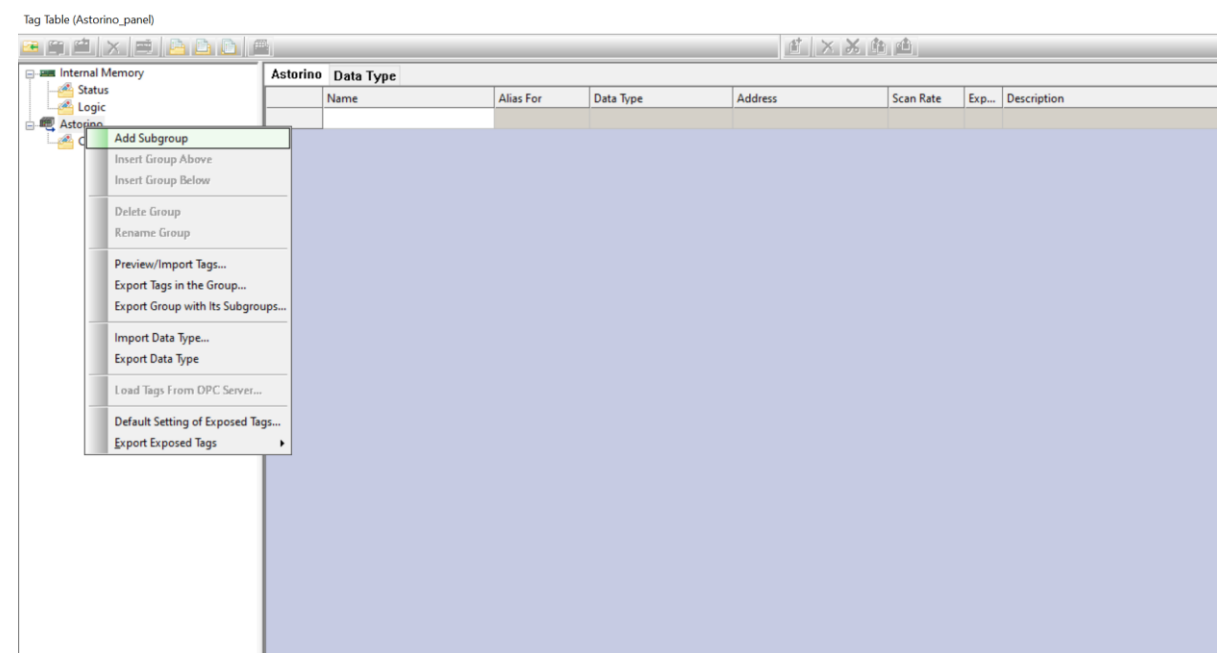 Tag Table (Astorino_panel)
Internal Memory
Status
Logic
Astorino
Astorino Data Type
Name Alias For Data Type Address Scan Rate Exp... Description
Add Subgroup
Insert Group Above
Insert Group Below
Delete Group
Rename Group
Preview/Import Tags...
Export Tags in the Group...
Export Group with Its Subgroups...
Import Data Type...
Export Data Type
Load Tags From DPC Server...
Default Setting of Exposed Tags...
Export Exposed Tags